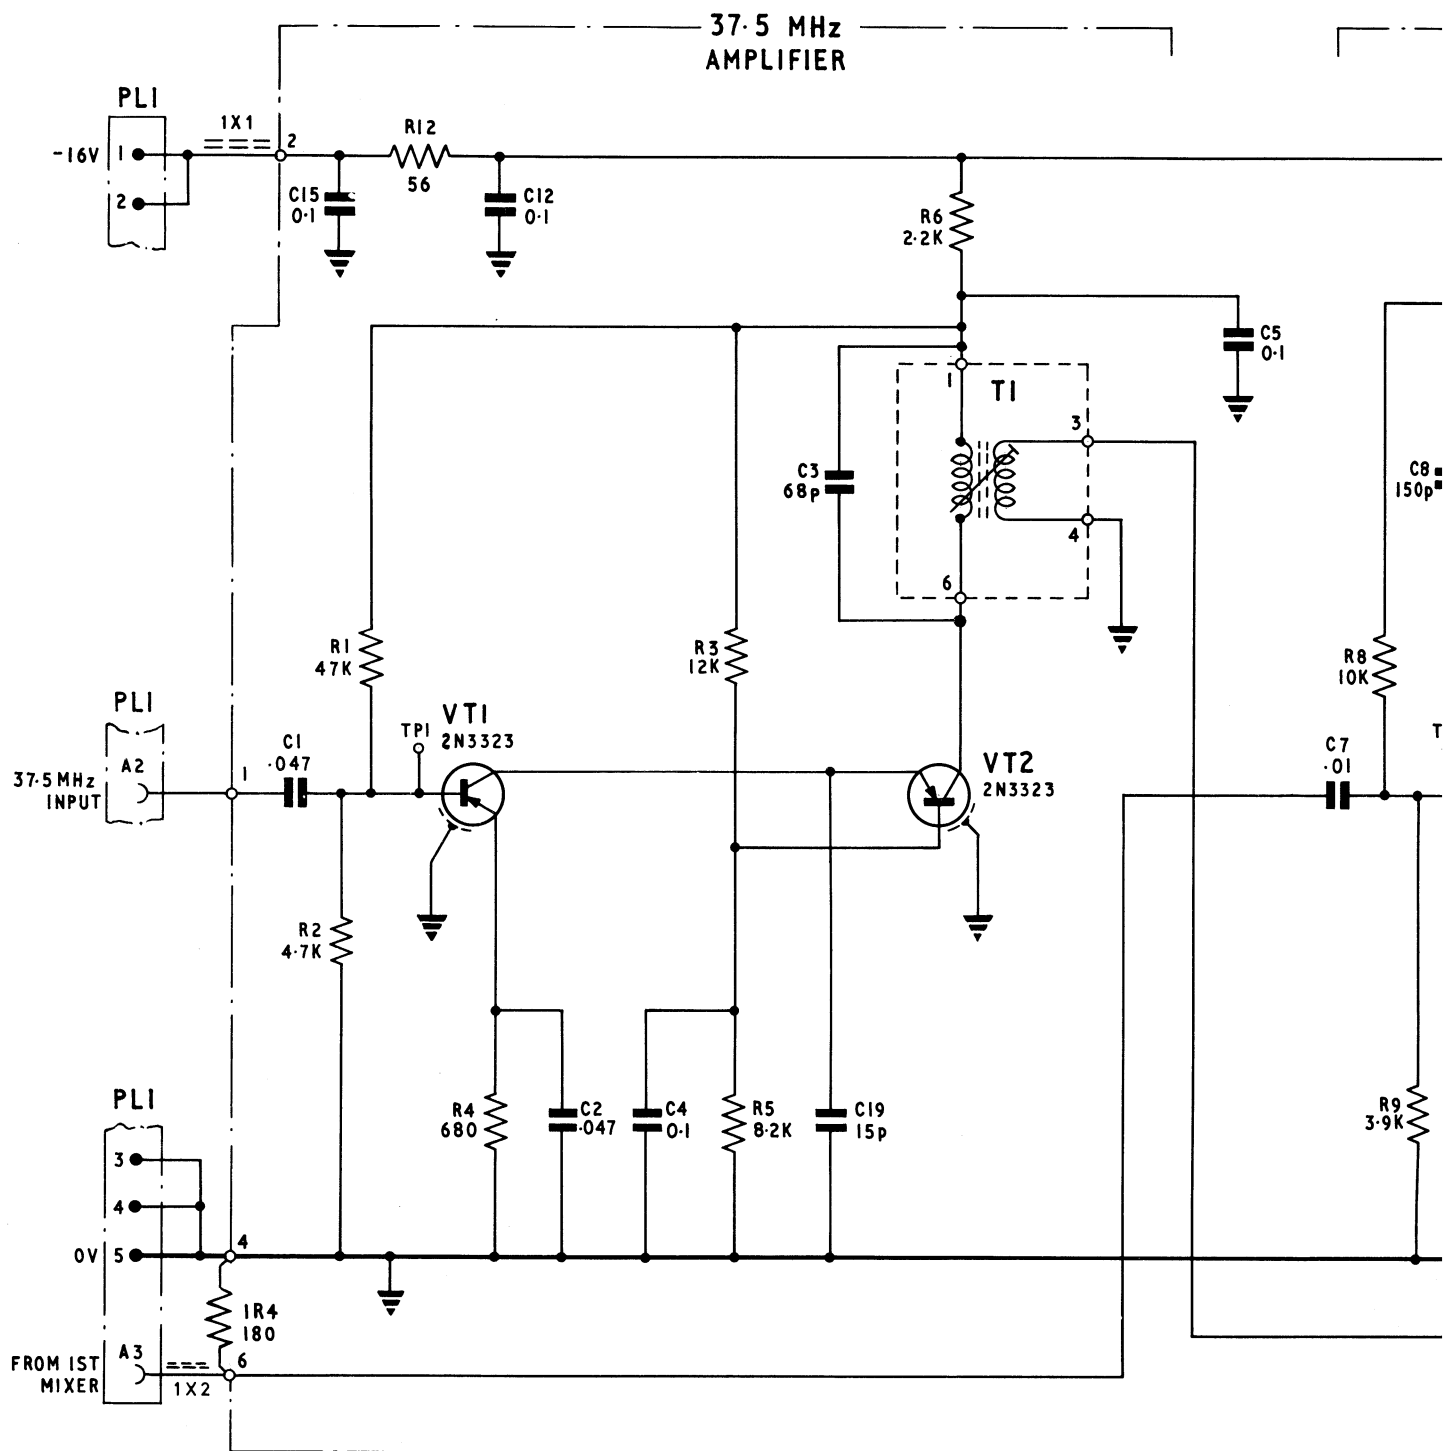 37·5 MHz
AMPLIFIER
PL1
1X1
2
R12
-16V
1
56
2
C15
0·1
C12
0·1
R6
2·2K
C5
0·1
1
T1
3
C3
68p
C8
150p
4
6
R1
47K
R3
12K
R8
10K
PL1
VT1
2N3323
TP1
C1
·047
C7
·01
T
A2
1
37·5MHz
INPUT
VT2
2N3323
R2
4·7K
PL1
R4
680
C2
·047
C4
0·1
R5
8·2K
C19
15p
R9
3·9K
3
4
4
0V
5
1R4
180
A3
6
FROM 1ST
MIXER
1X2